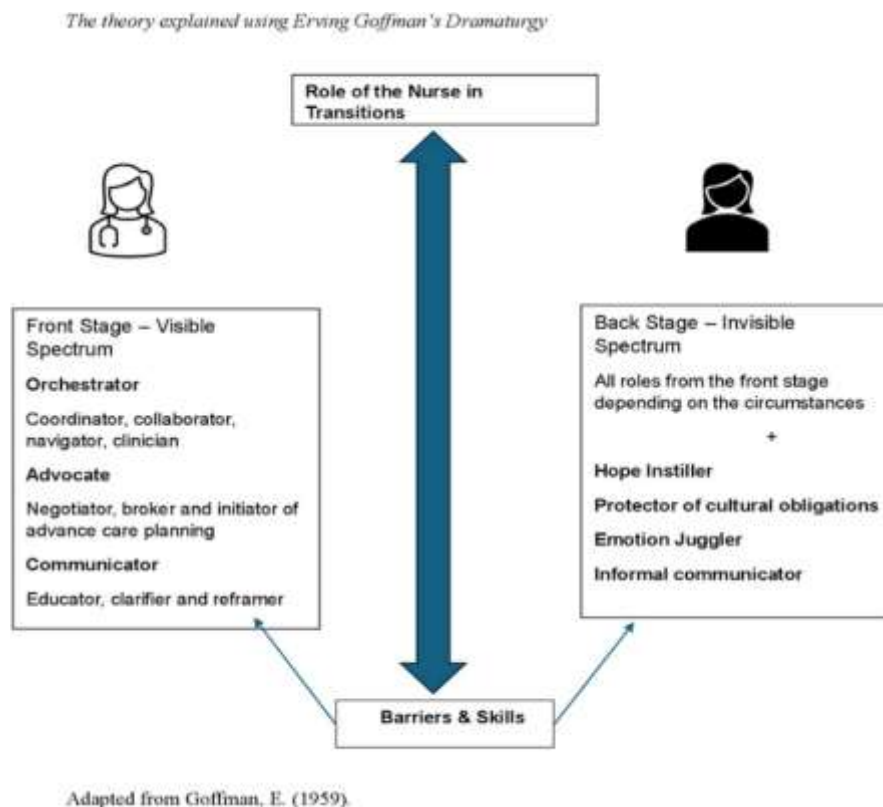 The theory explained using Erving Goffman's Dramaturgy
Role of the Nurse in
Transitions
Front Stage – Visible
Spectrum
Orchestrator
Coordinator, collaborator,
navigator, clinician
Advocate
Negotiator, broker and initiator of
advance care planning
Communicator
Educator, clarifier and reframer
Back Stage – Invisible
Spectrum
All roles from the front stage
depending on the circumstances
+
Hope Instiller
Protector of cultural obligations
Emotion Juggler
Informal communicator
Barriers & Skills
Adapted from Goffman, E. (1959).